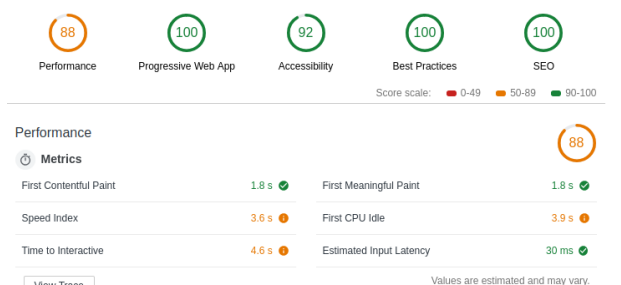 88 100 92 100 100
Performance Progressive Web App Accessibility Best Practices SEO
Score scale: 0-49 50-89 90-100
Performance 88
Metrics
First Contentful Paint 1.8 s First Meaningful Paint 1.8 s
Speed Index 3.6 s First CPU Idle 3.9 s
Time to Interactive 4.6 s Estimated Input Latency 30 ms
View Trace Values are estimated and may vary.